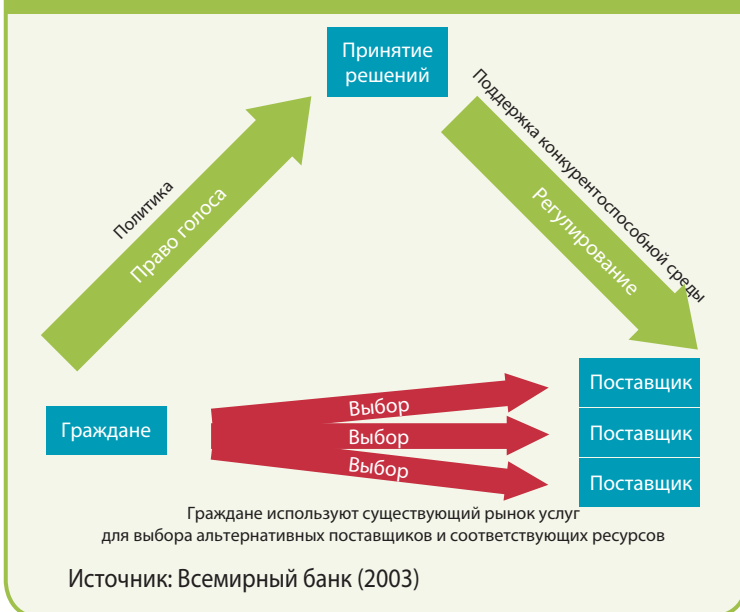 Принятие
решений
Политика
Право голоса
Поддержка конкурентоспособной среды
Регулирование
Граждане
Выбор
Выбор
Выбор
Поставщик
Поставщик
Поставщик
Граждане используют существующий рынок услуг
для выбора альтернативных поставщиков и соответствующих ресурсов
Источник: Всемирный банк (2003)